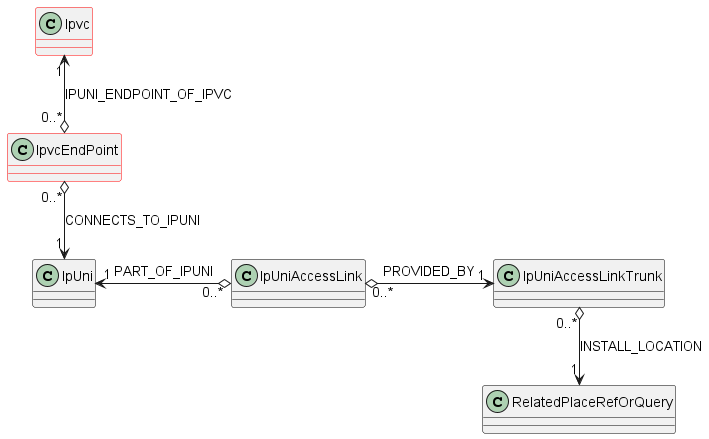 C Ipvc
1
IPUNI_ENDPOINT_OF_IPVC
0..*
C IpvcEndPoint
0..*
CONNECTS_TO_IPUNI
1
C IpUni
1 PART_OF_IPUNI 0..*
C IpUniAccessLink
0..* PROVIDED_BY 1
C IpUniAccessLinkTrunk
0..*
INSTALL_LOCATION
1
C RelatedPlaceRefOrQuery